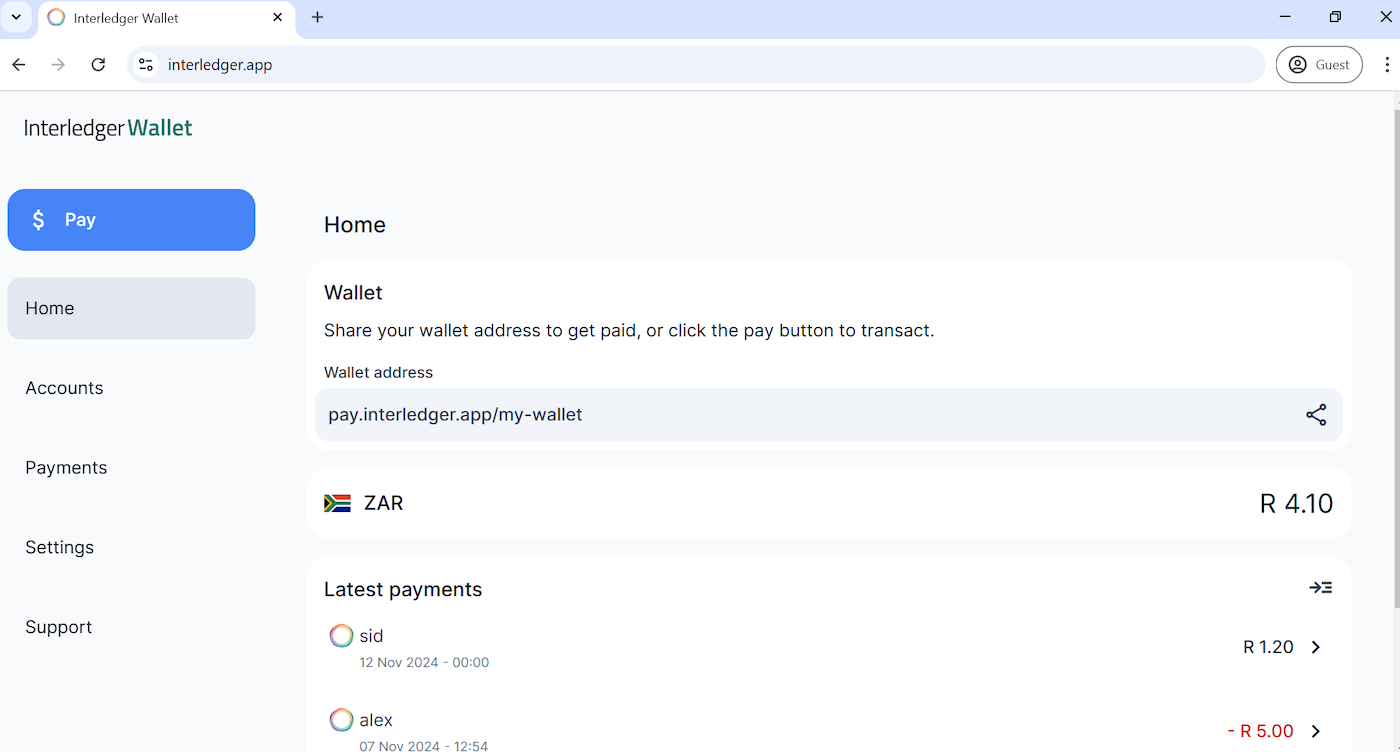 Interledger Wallet
interledger.app
Guest
Interledger Wallet
$ Pay
Home
Accounts
Payments
Settings
Support
Home
Wallet
Share your wallet address to get paid, or click the pay button to transact.
Wallet address
pay.interledger.app/my-wallet
ZAR R 4.10
Latest payments
sid
12 Nov 2024 - 00:00
R 1.20
alex
07 Nov 2024 - 12:54
- R 5.00